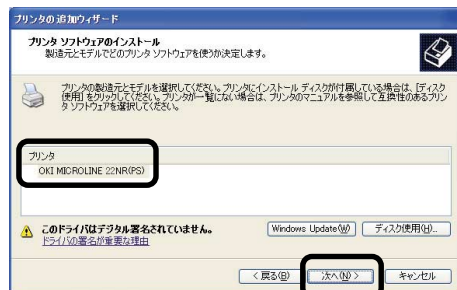 プリンタの追加ウィザード
プリンタ ソフトウェアのインストール
製造元とモデルでどのプリンタ ソフトウェアを使うか決定します。
プリンタの製造元とモデルを選択してください。プリンタにインストール ディスクが付属している場合は、[ディスク
使用] をクリックしてください。プリンタが一覧にない場合は、プリンタのマニュアルを参照して互換性のあるプリン
タ ソフトウェアを選択してください。
プリンタ
OKI MICROLINE 22NR(PS)
このドライバはデジタル署名されていません。
ドライバの署名が重要な理由
Windows Update(W)
ディスク使用(H)...
< 戻る(B)
次へ(N) >
キャンセル